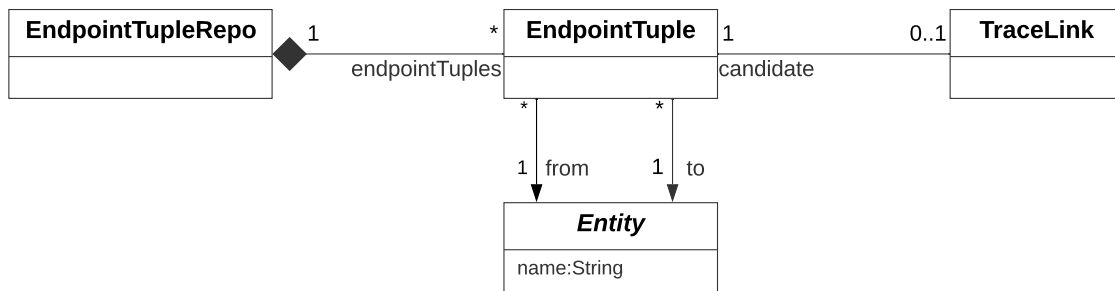 EndpointTupleRepo
1
*
endpointTuples
EndpointTuple
1
0..1
candidate
TraceLink
*
*
1
from
1
to
Entity
name:String